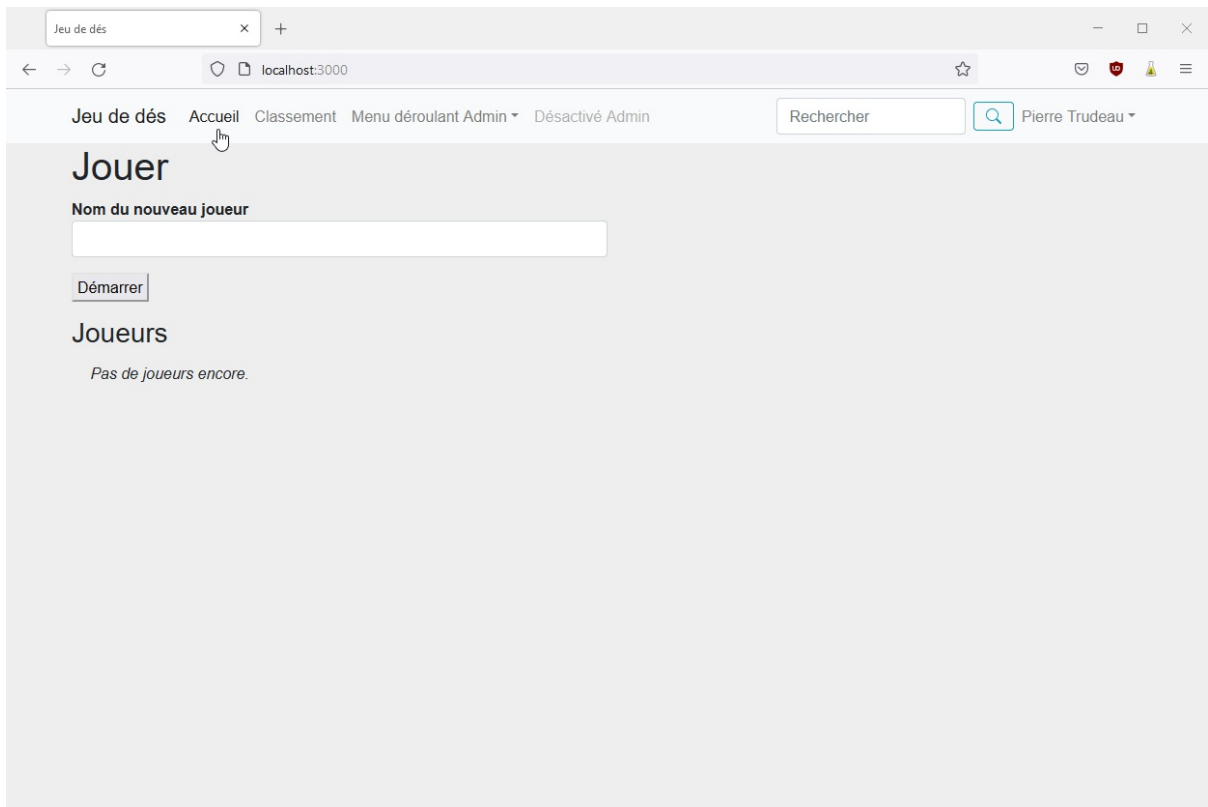 Jeu de dés
localhost:3000
Jeu de dés Accueil Classement Menu déroulant Admin Désactivé Admin Rechercher Pierre Trudeau
Jouer
Nom du nouveau joueur
Démarrer
Joueurs
Pas de joueurs encore.